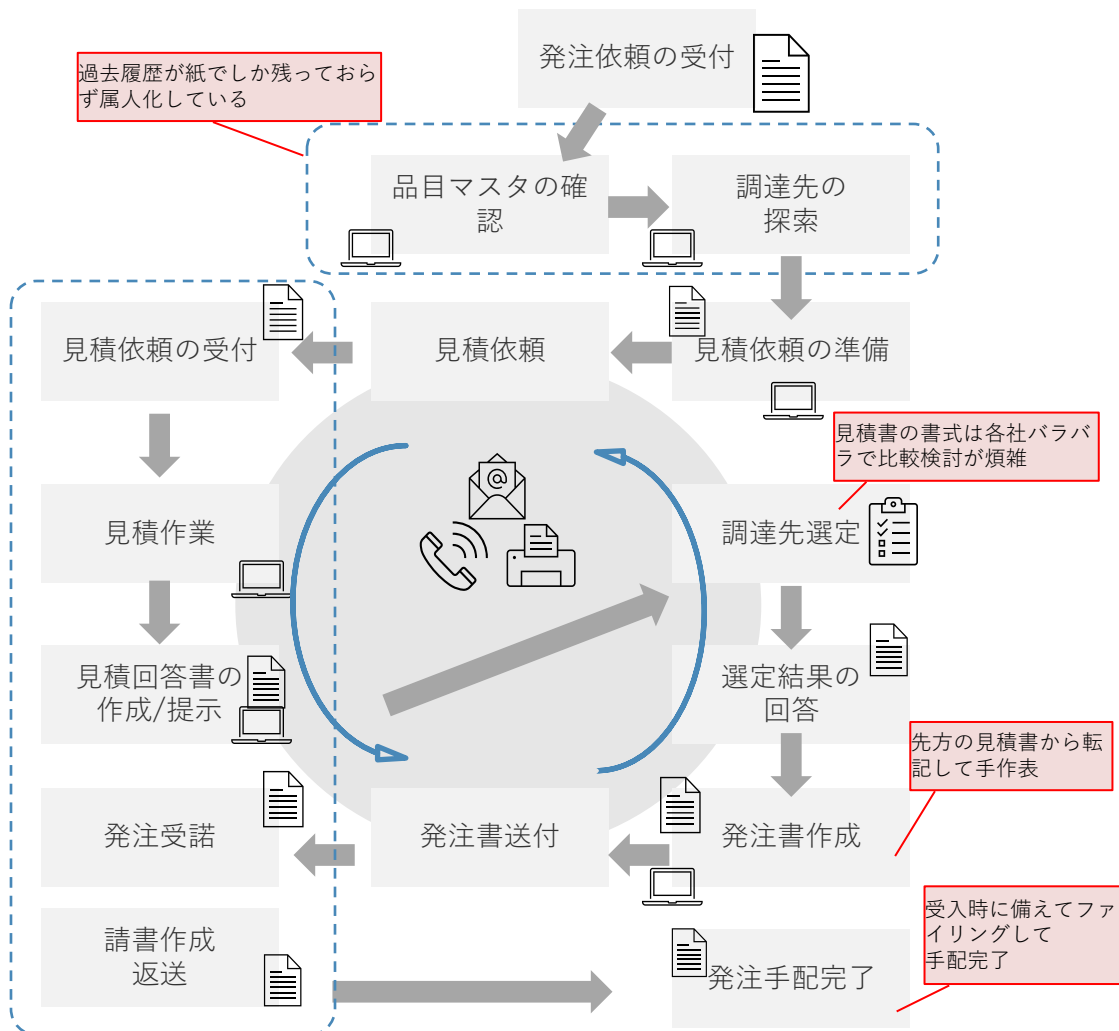 発注依頼の受付
過去履歴が紙でしか残っておら
ず属人化している
品目マスタの確
認
調達先の
探索
見積依頼の受付
見積依頼
見積依頼の準備
見積書の書式は各社バラバ
ラで比較検討が煩雑
見積作業
@
調達先選定
見積回答書の
作成/提示
選定結果の
回答
先方の見積書から転
記して手作表
発注受諾
発注書送付
発注書作成
受入時に備えてファ
イリングして
手配完了
請書作成
返送
発注手配完了